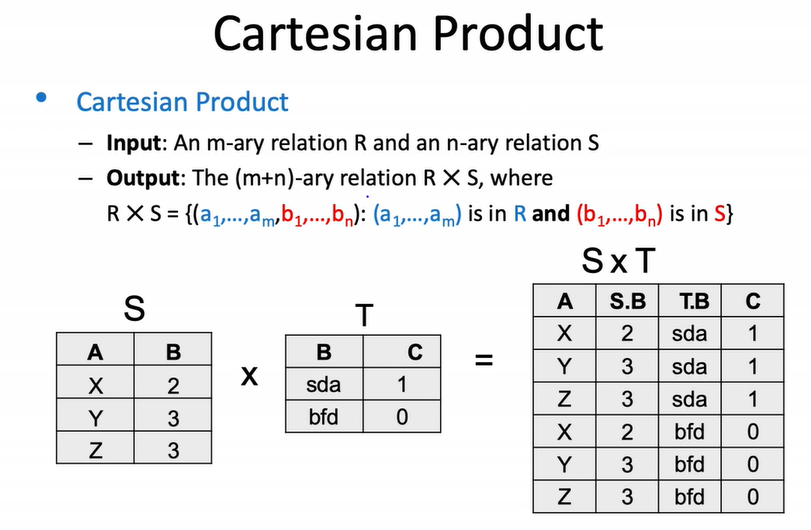 Cartesian Product
• Cartesian Product
– Input: An m-ary relation R and an n-ary relation S
– Output: The (m+n)-ary relation R X S, where
R X S = {(a₁,...,aₘ,b₁,...,bₙ): (a₁,...,aₘ) is in R and (b₁,...,bₙ) is in S}
S
A B
X 2
Y 3
Z 3
x
T
B C
sda 1
bfd 0
=
S x T
A S.B T.B C
X 2 sda 1
Y 3 sda 1
Z 3 sda 1
X 2 bfd 0
Y 3 bfd 0
Z 3 bfd 0